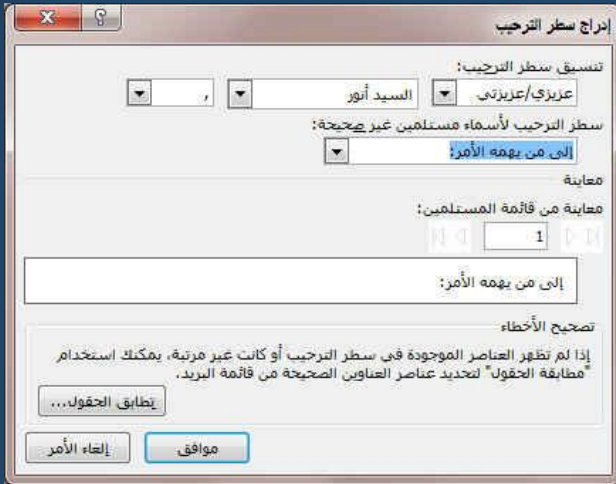 إدراج سطر الترحيب
تنسيق سطر الترحيب:
عزيزي/عزيزتي السيد أنور ,
سطر الترحيب لأسماء مستلمين غير صحيحة:
إلى من يهمه الأمر:
معاينة
معاينة من قائمة المستلمين:
1
إلى من يهمه الأمر:
تصحيح الأخطاء
إذا لم تظهر العناصر الموجودة في سطر الترحيب أو كانت غير مرتبة، يمكنك استخدام
"مطابقة الحقول" لتحديد عناصر العناوين الصحيحة من قائمة البريد.
تطابق الحقول...
موافق إلغاء الأمر